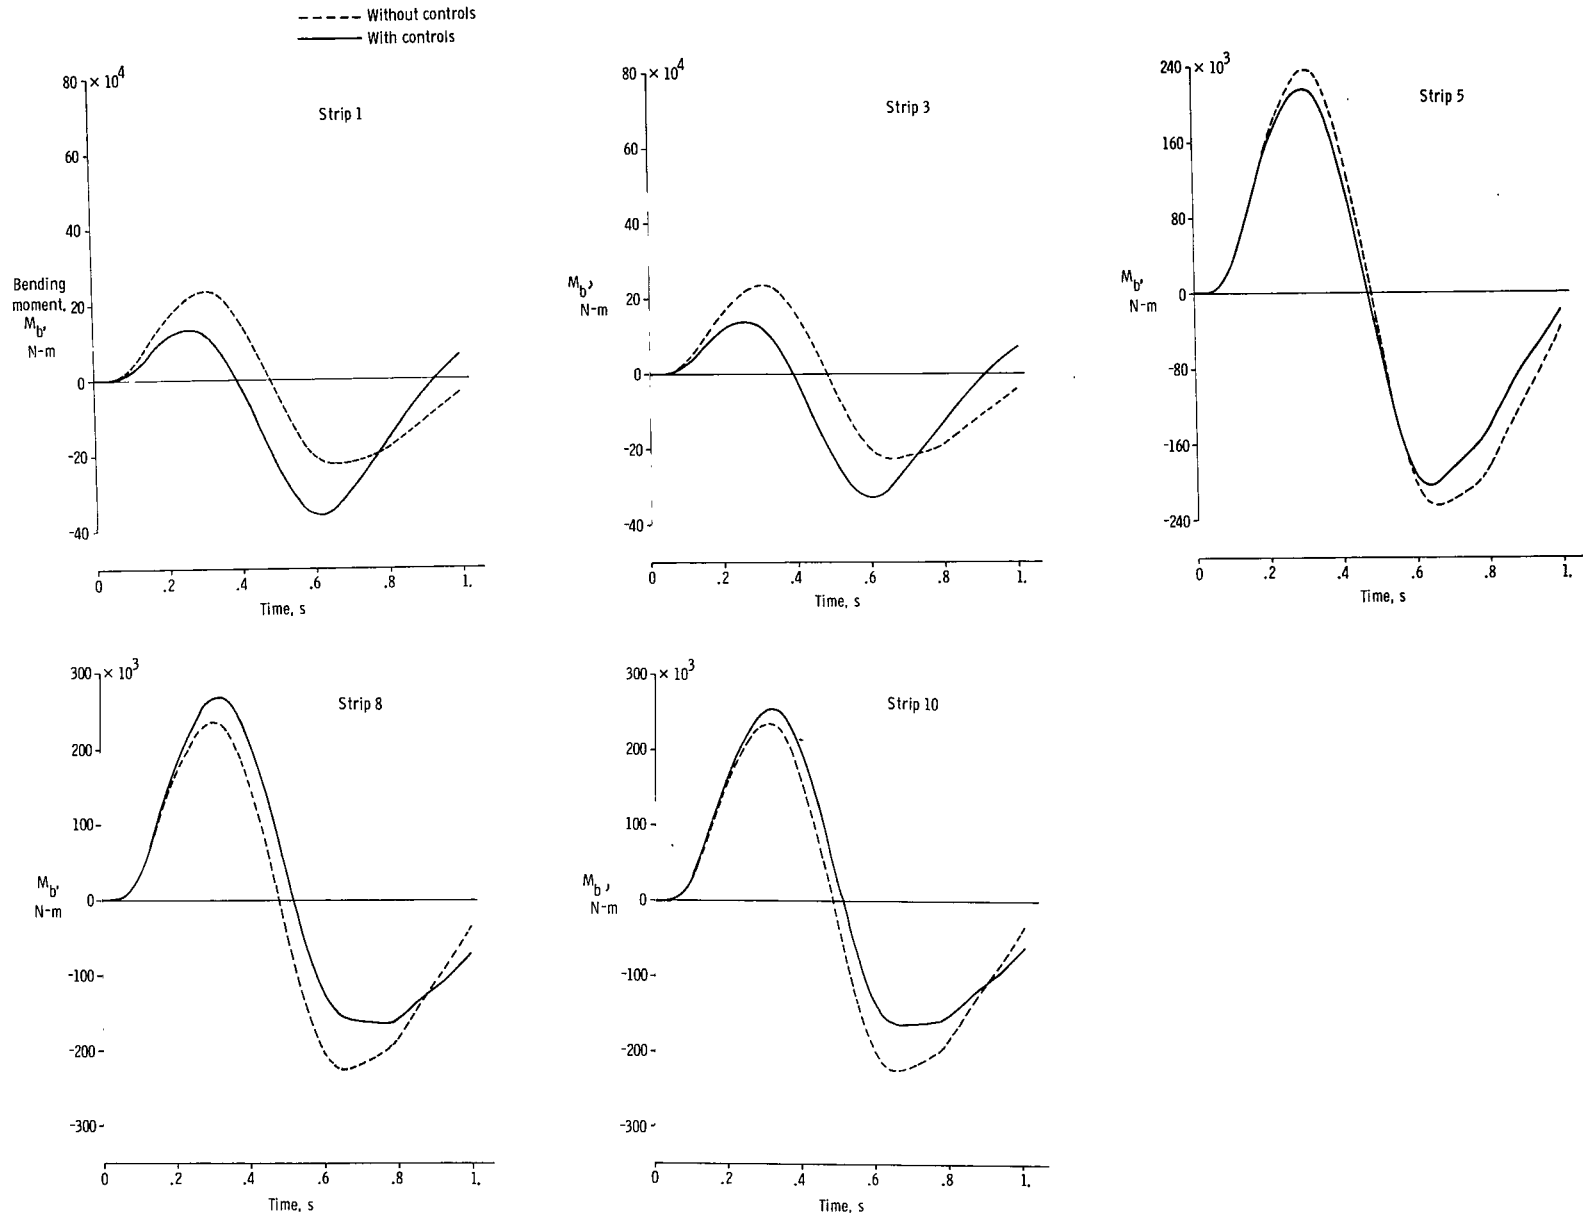 Without controls
With controls
80 × 10^4
Strip 1
60
40
Bending
moment,
M_b,
N-m
20
0
-20
-40
0 .2 .4 .6 .8 1.
Time, s
80 × 10^4
Strip 3
60
40
M_b,
N-m
20
0
-20
-40
0 .2 .4 .6 .8 1.
Time, s
240 × 10^3
Strip 5
160
80
M_b,
N-m
0
-80
-160
-240
0 .2 .4 .6 .8 1.
Time, s
300 × 10^3
Strip 8
200
100
M_b,
N-m
0
-100
-200
-300
0 .2 .4 .6 .8 1.
Time, s
300 × 10^3
Strip 10
200
100
M_b,
N-m
0
-100
-200
-300
0 .2 .4 .6 .8 1.
Time, s